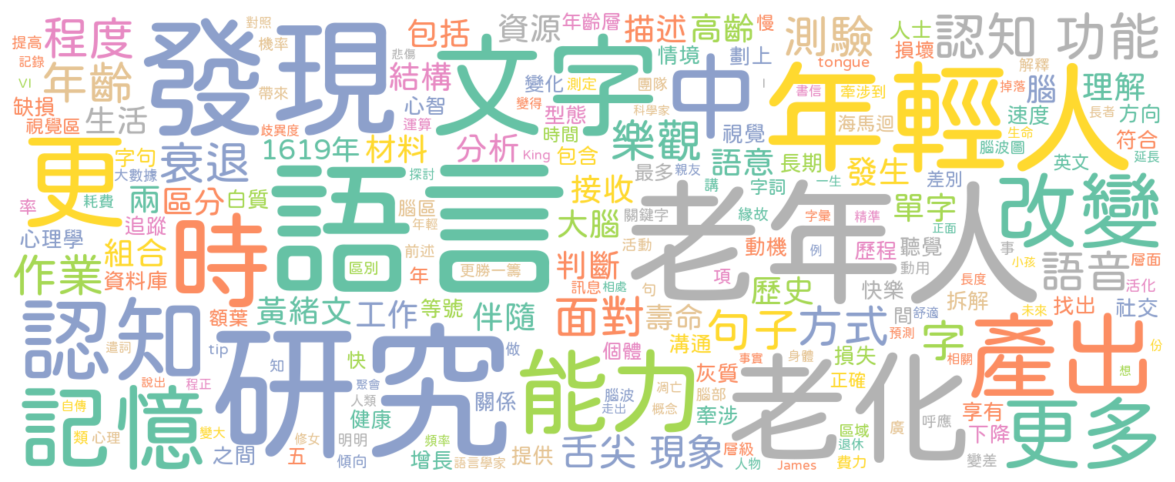 提高 程度 發現 對照 機率 悲傷 包括 資源 年齡層 描述 高齡 慢 測驗 人士 損壞 認知 功能
記錄 年齡 文字 結構 情境 劃上 tongue 解釋
VI 帶來 變化 測定 團隊 中 I 年輕人 書信 牽涉到 掉落 腦 理解
缺損 心智 變得 科學家 海馬迴 長者 速度 方向
視覺區 生活 歧異度 運算 型態 時間 樂觀 視覺 生命 符合
更 字句 衰退 1619年 材料 分析 King 包含 語意 長期 發生 腦波圖 英文 延長
大數據 探討 最多 親友 講 字詞 一生 差別
率 耗費 兩 區分 白質 語言 接收 老年人 字彙 精準 單字 改變
追蹤 腦區 年輕 大腦 關鍵字 緣故 正面
心理學 組合 時 前述 活動 動機 例 歷程 聽覺 事 小孩 層面
作業 資料庫 區別 年 更勝一籌 判斷 訊息 相處 項 動用 長度 語音 活化
句 歷史 快樂 拆解
額葉 黃緒文 工作 等號 伴隨 面對 壽命 句子 方式 間 舒適 未來 找出 社交
認知 遣詞 tip 知 研究 做 溝通 預測 字 事實 相關 產出 份
快 能力 個體 身體 損失
說出 程正 聚會 關係 腦波 凋亡 腦部 灰質 正確 老化 想
記憶 自傳 人類 健康 走出 概念 牽涉 呼應 享有 更多
類 心理 變大 修女 明明 頻率 區域 廣 下降
之間 五 傾向 增長 語言學家 提供 舌尖 現象 層級 人物 James 退休 費力 變差